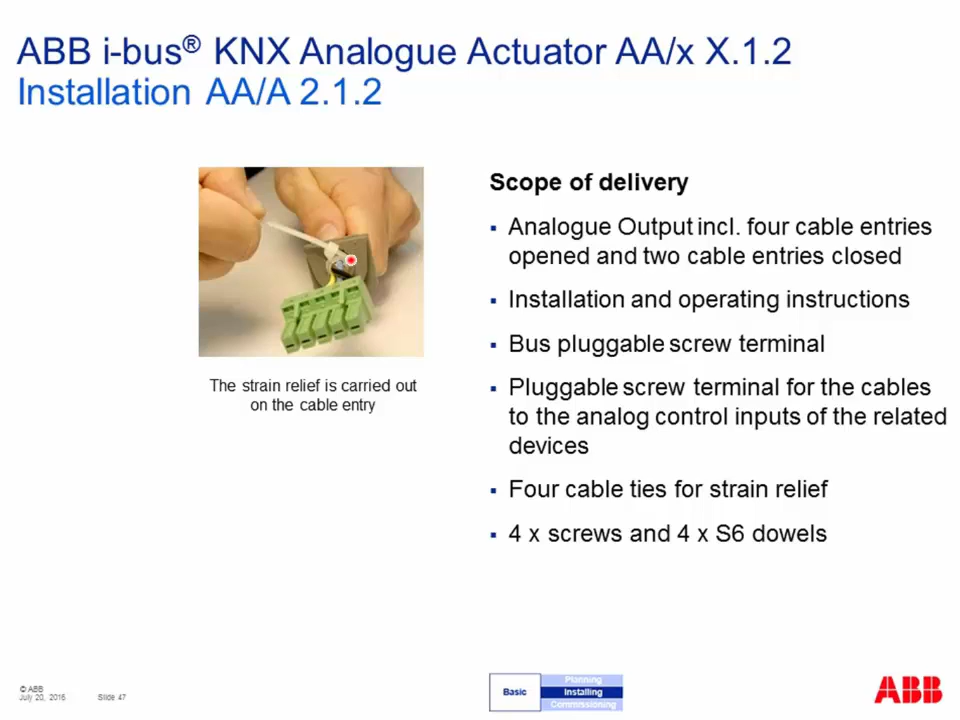 ABB i-bus® KNX Analogue Actuator AA/x X.1.2
Installation AA/A 2.1.2
Scope of delivery
▪ Analogue Output incl. four cable entries
opened and two cable entries closed
▪ Installation and operating instructions
▪ Bus pluggable screw terminal
▪ Pluggable screw terminal for the cables
to the analog control inputs of the related
devices
▪ Four cable ties for strain relief
▪ 4 x screws and 4 x S6 dowels
The strain relief is carried out
on the cable entry
© ABB
July 20, 2016
Slide 47
Basic
Planning
Installing
Commissioning
ABB